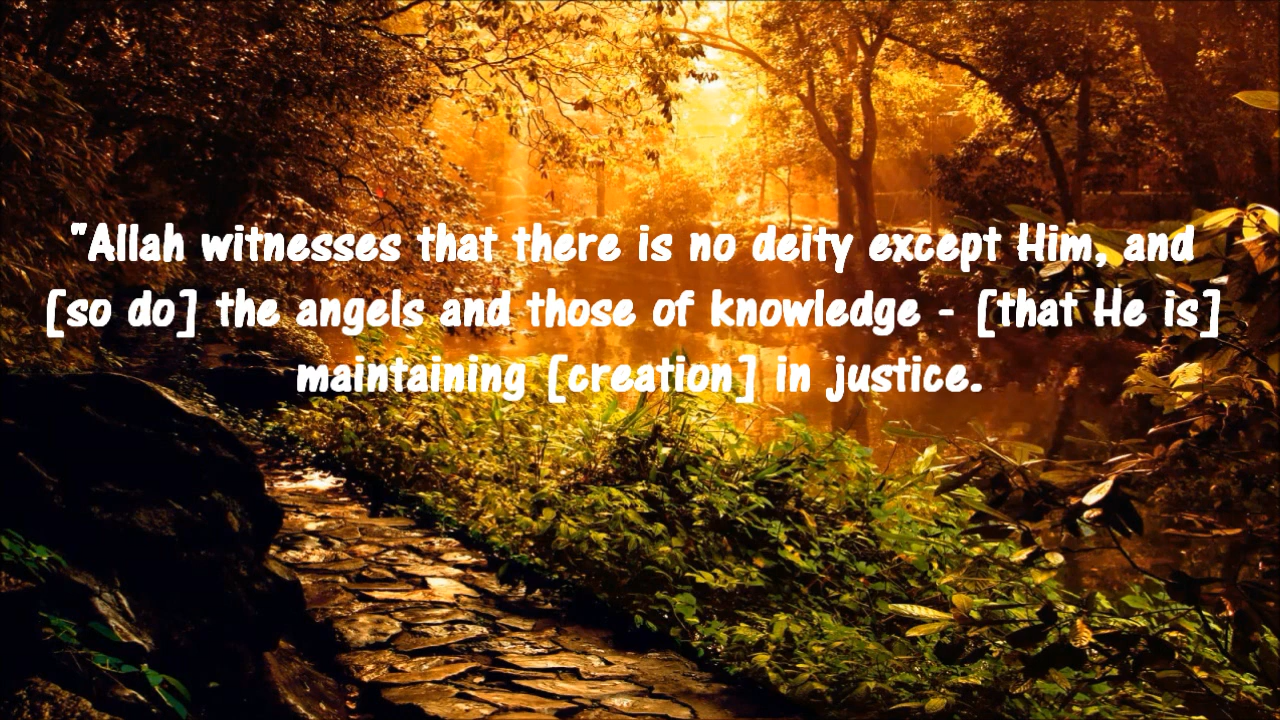 "Allah witnesses that there is no deity except Him, and
[so do] the angels and those of knowledge - [that He is]
maintaining [creation] in justice.